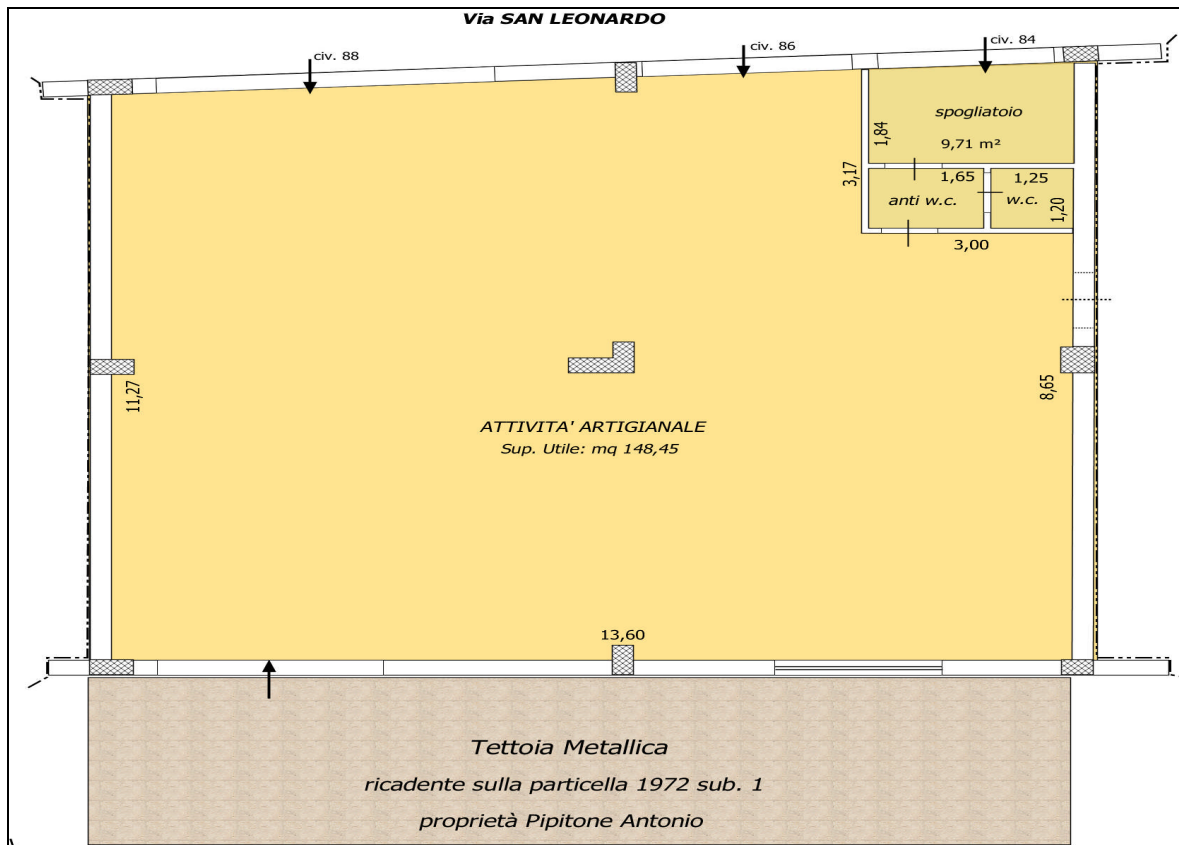 Via SAN LEONARDO
civ. 88
civ. 86
civ. 84
spogliatoio
1,84
9,71 m²
3,17
1,65
1,25
anti w.c.
w.c.
1,20
3,00
11,27
8,65
ATTIVITA' ARTIGIANALE
Sup. Utile: mq 148,45
13,60
Tettoia Metallica
ricadente sulla particella 1972 sub. 1
proprietà Pipitone Antonio